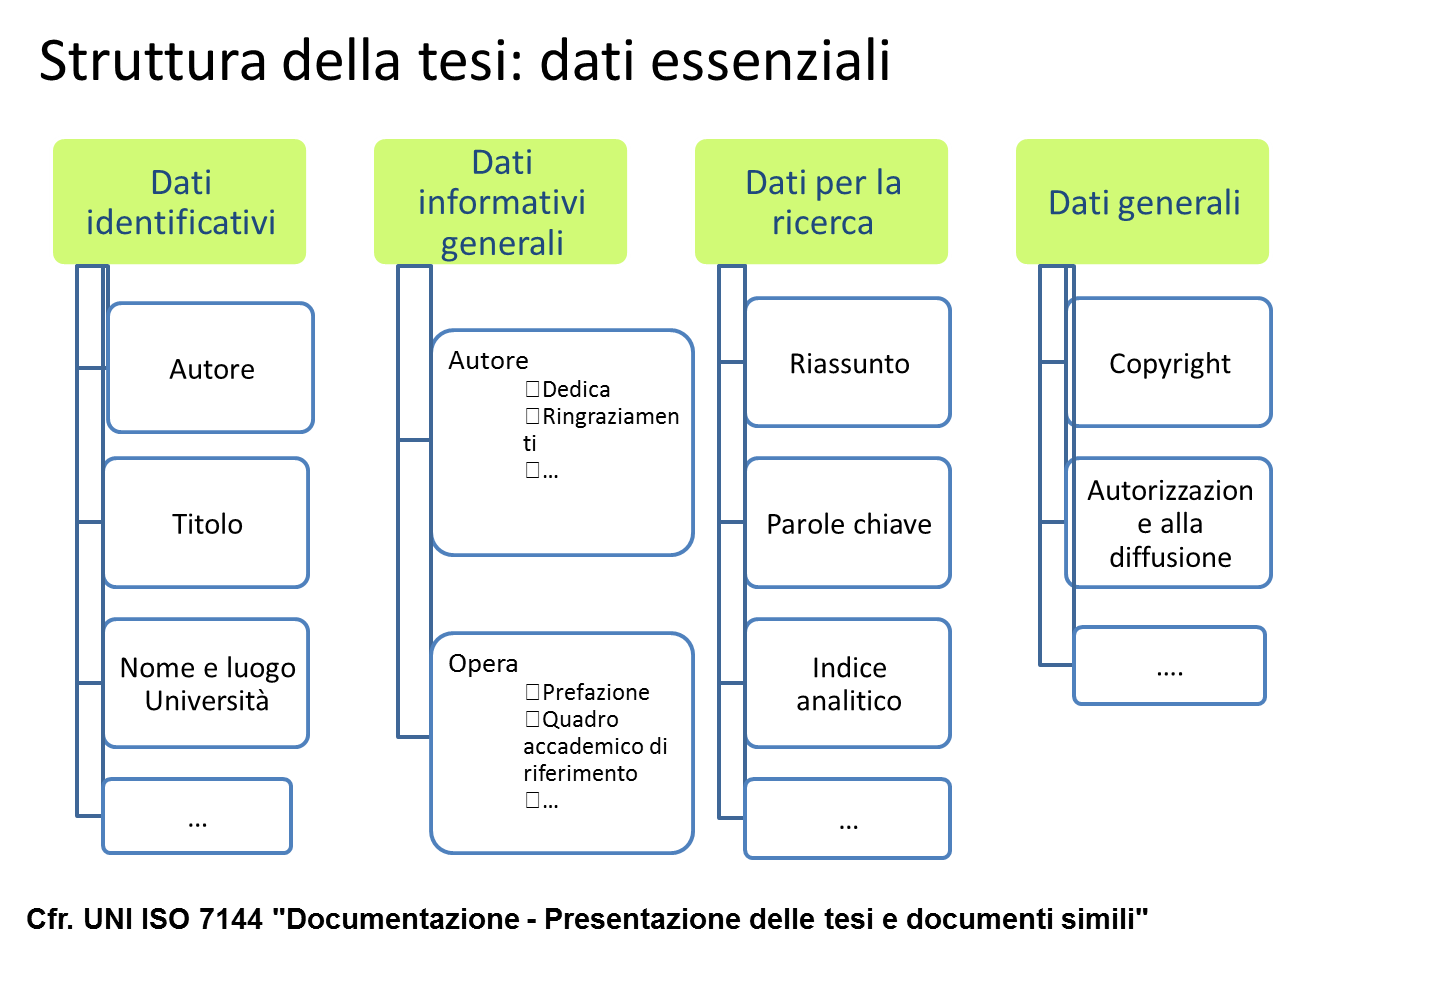 Struttura della tesi: dati essenziali
Dati
identificativi
Autore
Titolo
Nome e luogo
Università
...
Dati
informativi
generali
Autore
Dedica
Ringraziamen
ti
...
Opera
Prefazione
Quadro
accademico di
riferimento
...
Dati per la
ricerca
Riassunto
Parole chiave
Indice
analitico
...
Dati generali
Copyright
Autorizzazion
e alla
diffusione
....
Cfr. UNI ISO 7144 "Documentazione - Presentazione delle tesi e documenti simili"